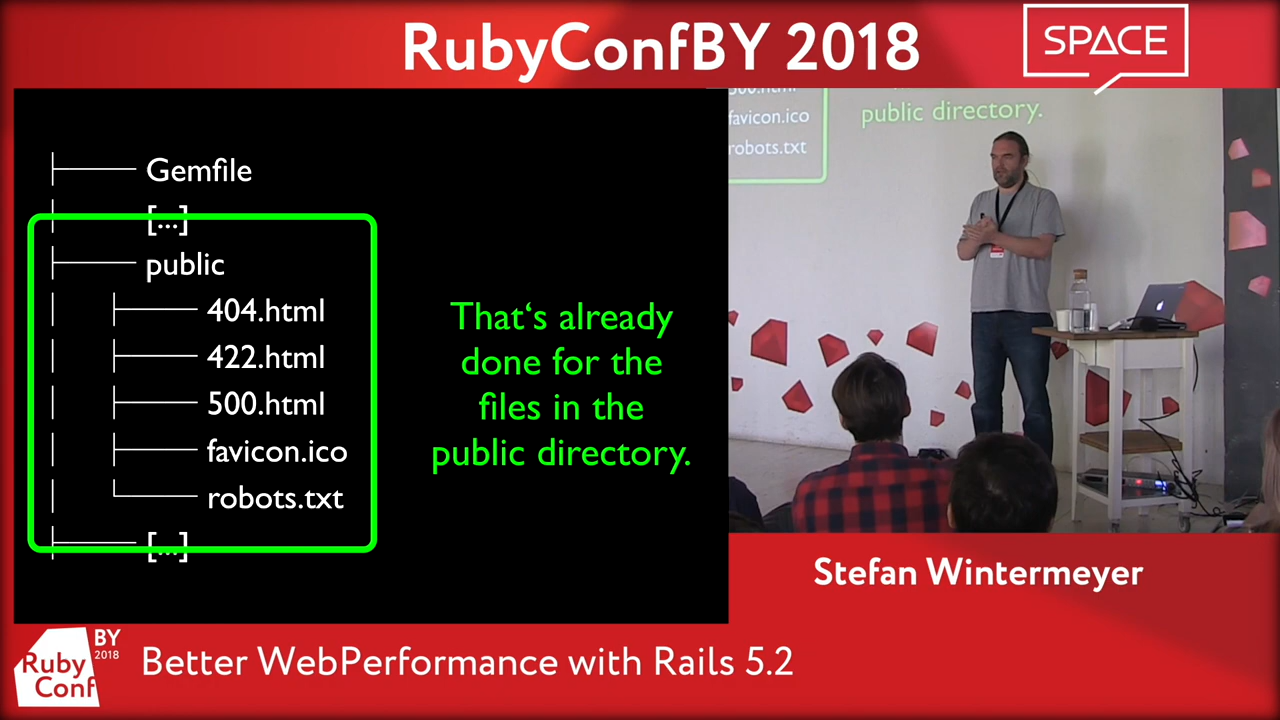 RubyConfBY 2018
SPACE
Gemfile
[...]
public
404.html
422.html
500.html
favicon.ico
robots.txt
[...]
That‘s already
done for the
files in the
public directory.
500.html
favicon.ico
robots.txt
public directory.
Stefan Wintermeyer
Ruby
Conf
BY
2018
Better WebPerformance with Rails 5.2